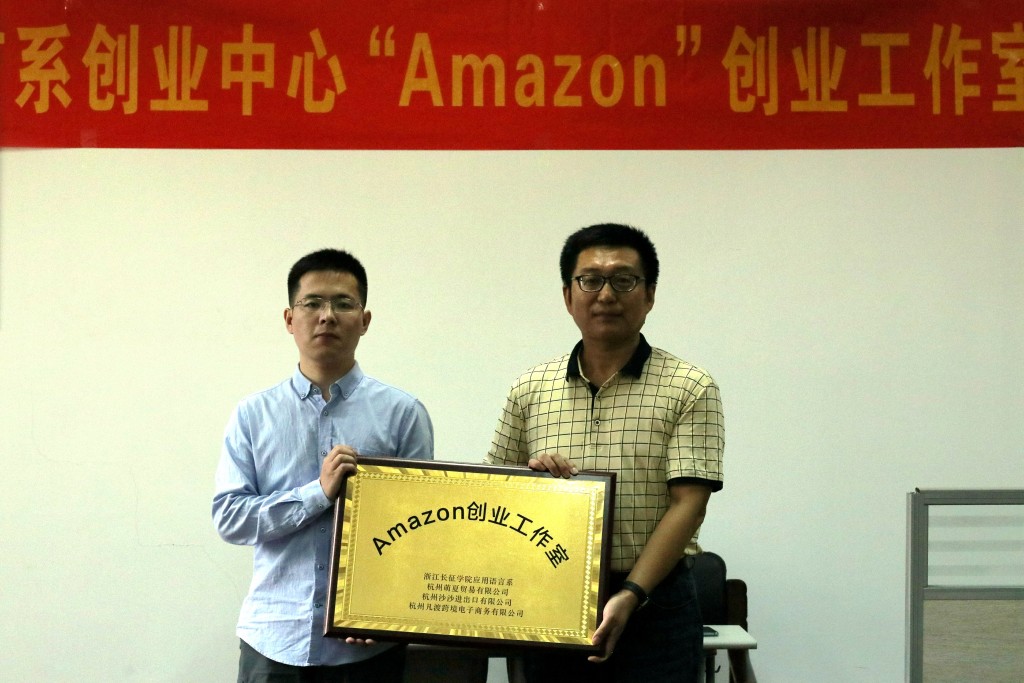 系创业中心“Amazon”创业工作室
Amazon创业工作室
浙江长征学院应用语言系
杭州萌夏贸易有限公司
杭州沙沙进出口有限公司
杭州凡渡跨境电子商务有限公司